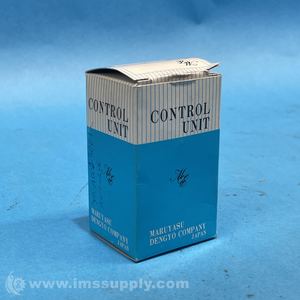 CONTROL
UNIT
MARUYASU
DENGYO COMPANY
JAPAN
CONTROL
UNIT
MARUYASU
DENGYO COMPANY
JAPAN
© www.imssupply.com